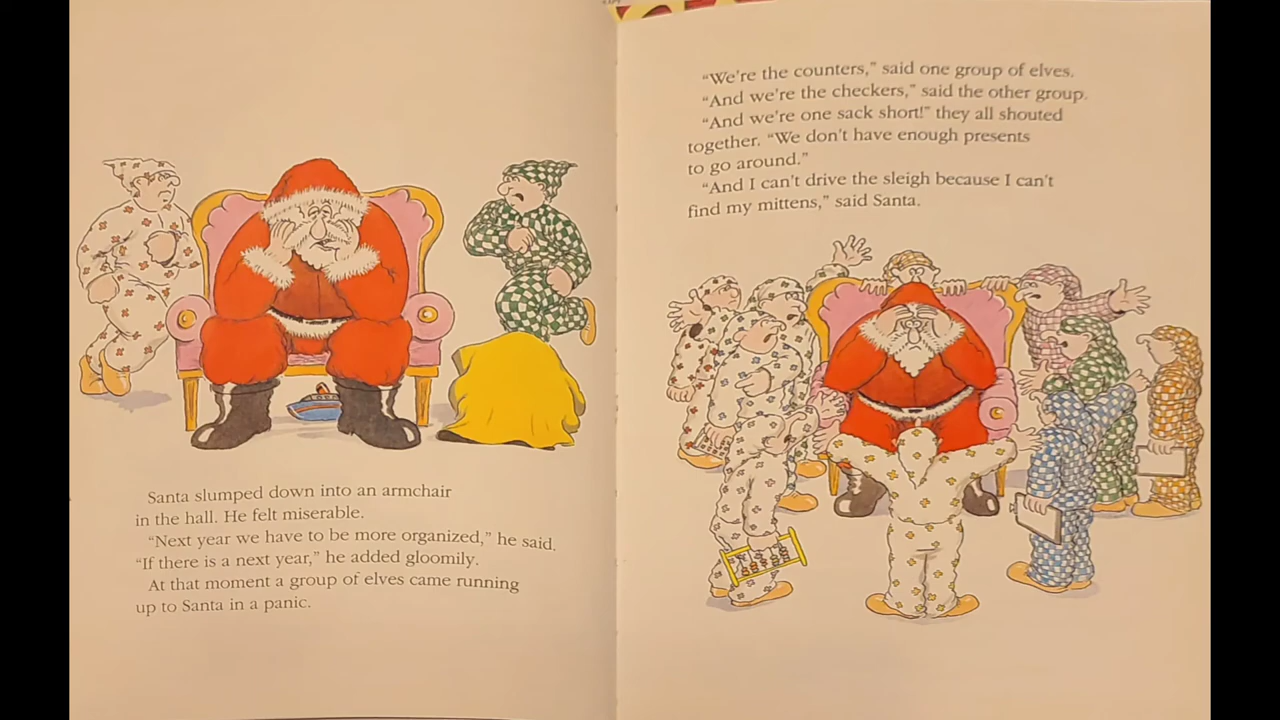 Santa slumped down into an armchair
in the hall. He felt miserable.
"Next year we have to be more organized," he said.
"If there is a next year," he added gloomily.
At that moment a group of elves came running
up to Santa in a panic.
"We're the counters," said one group of elves.
"And we're the checkers," said the other group.
"And we're one sack short!" they all shouted
together. "We don't have enough presents
to go around."
"And I can't drive the sleigh because I can't
find my mittens," said Santa.